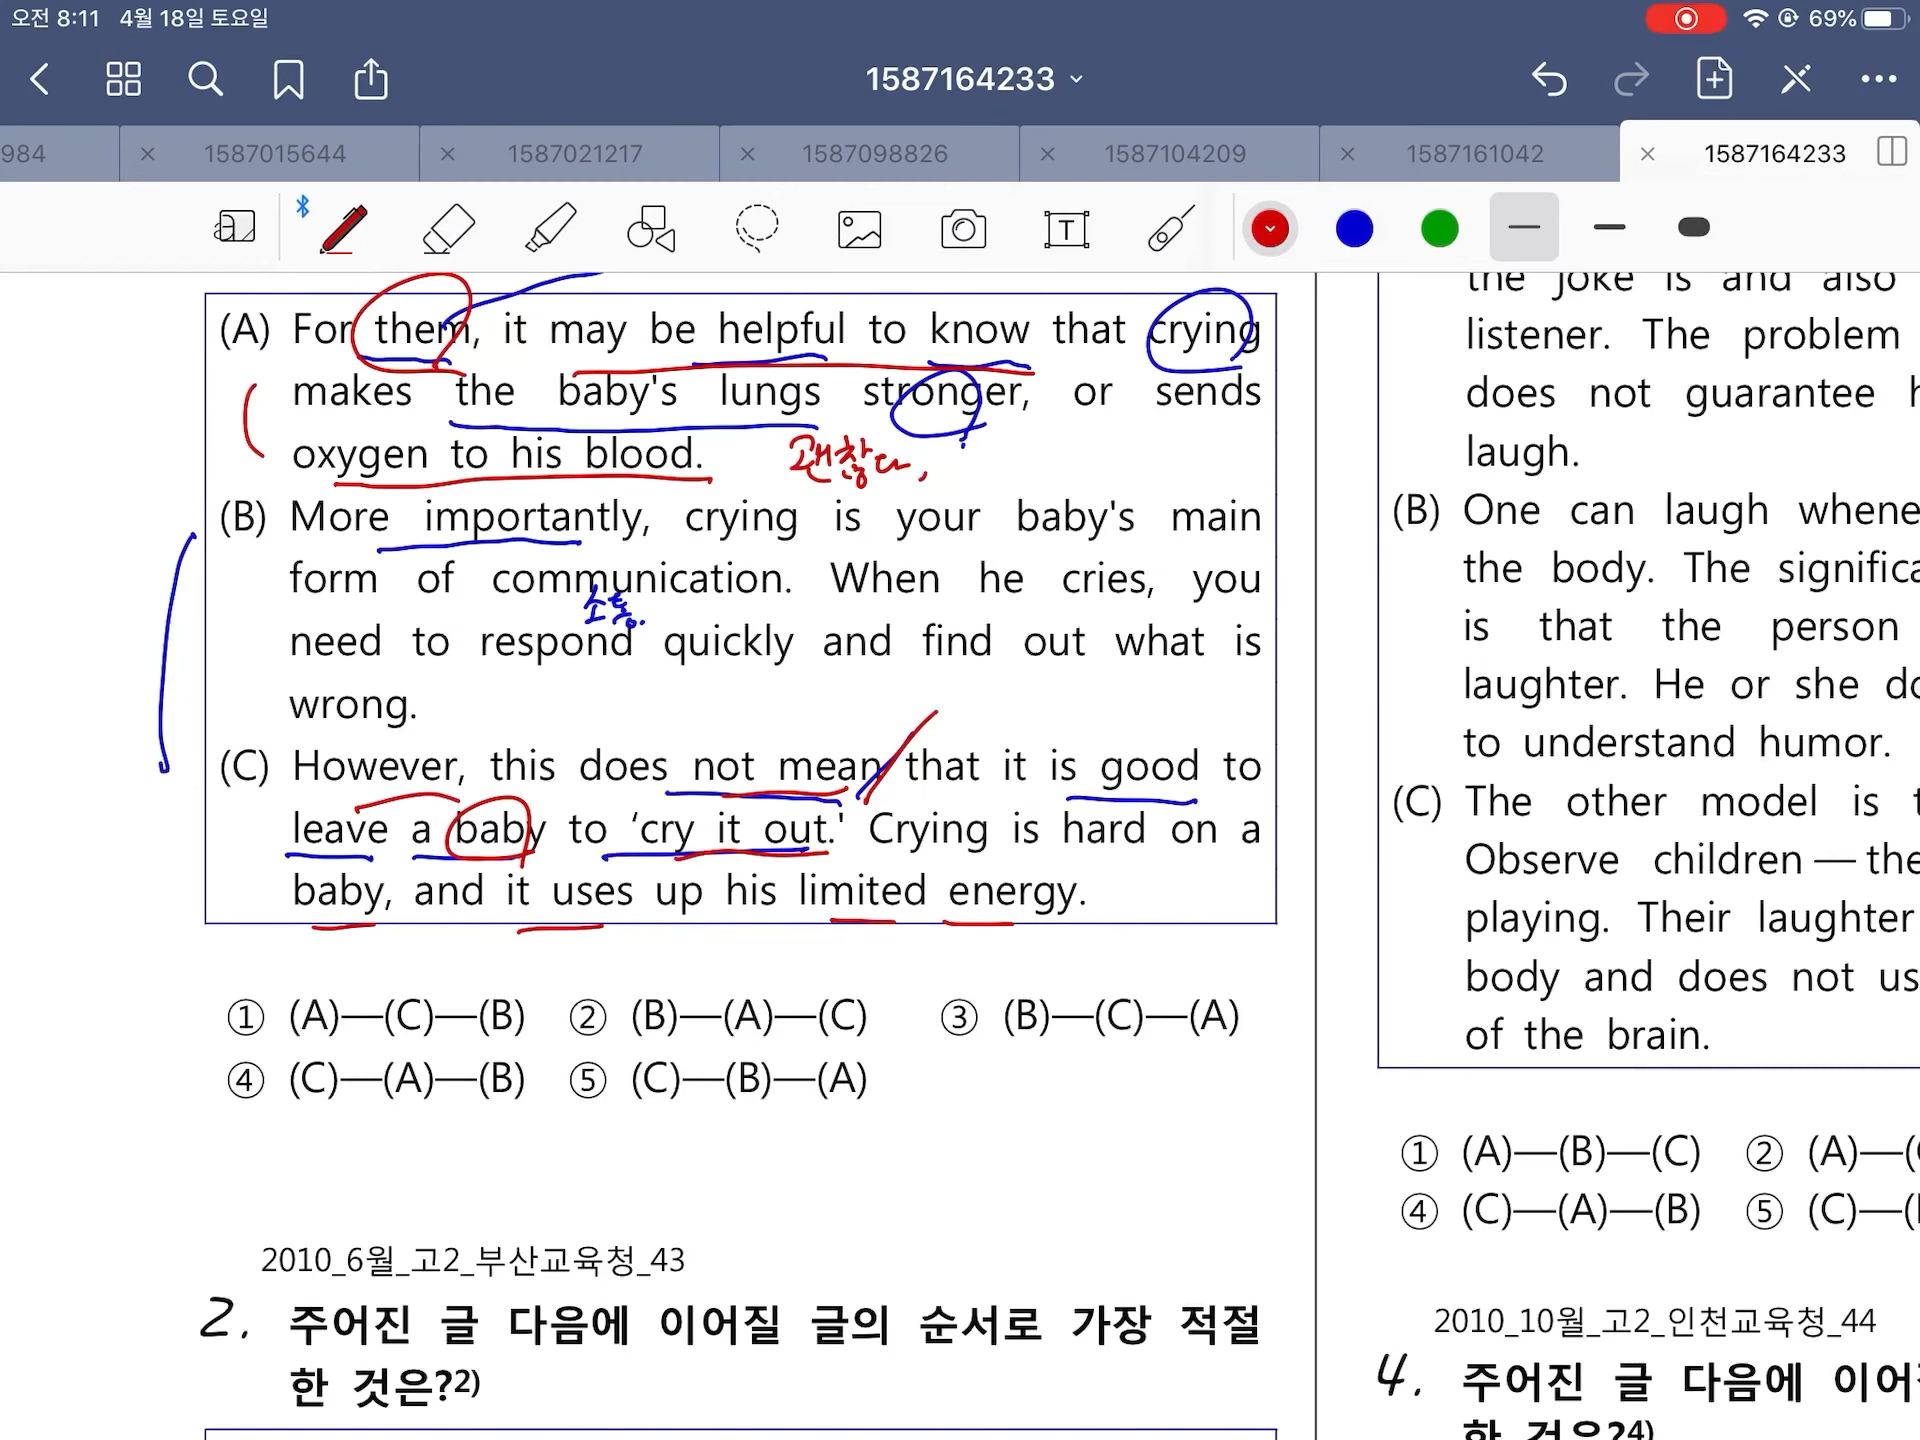 오전 8:11 4월 18일 토요일
69%
1587164233
984
1587015644
1587021217
1587098826
1587104209
1587161042
1587164233
(A) For them, it may be helpful to know that crying
makes the baby's lungs stronger, or sends
oxygen to his blood.
괜찮다,
(B) More importantly, crying is your baby's main
form of communication. When he cries, you
소통.
need to respond quickly and find out what is
wrong.
(C) However, this does not mean that it is good to
leave a baby to ‘cry it out.' Crying is hard on a
baby, and it uses up his limited energy.
① (A)—(C)—(B) ② (B)—(A)—(C) ③ (B)—(C)—(A)
④ (C)—(A)—(B) ⑤ (C)—(B)—(A)
2010_6월_고2_부산교육청_43
2. 주어진 글 다음에 이어질 글의 순서로 가장 적절
한 것은?2)
the joke is and also
listener. The problem
does not guarantee
laugh.
(B) One can laugh whene
the body. The significa
is that the person
laughter. He or she do
to understand humor.
(C) The other model is t
Observe children — the
playing. Their laughter
body and does not us
of the brain.
① (A)—(B)—(C) ② (A)—(
④ (C)—(A)—(B) ⑤ (C)—(
2010_10월_고2_인천교육청_44
4. 주어진 글 다음에 이어
한 것은?4)